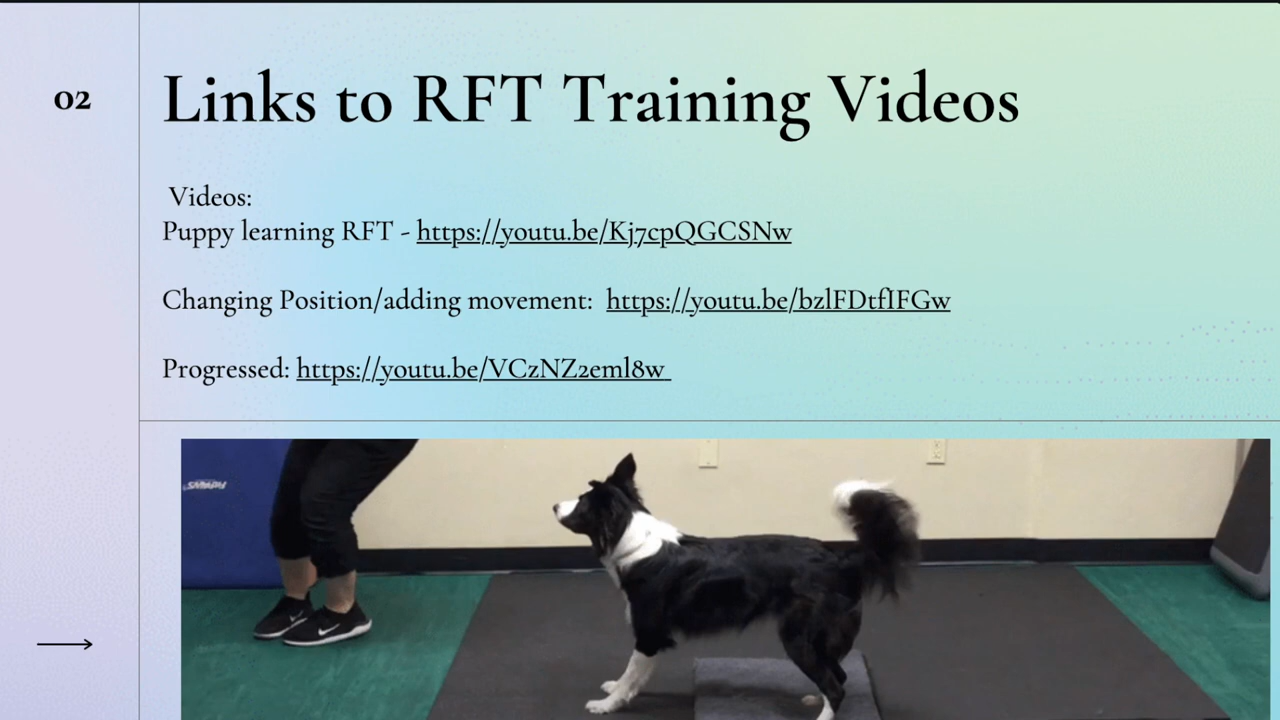 02
Links to RFT Training Videos
Videos:
Puppy learning RFT - https://youtu.be/Kj7cpQGCSNw
Changing Position/adding movement: https://youtu.be/bzlFDtfIFGw
Progressed: https://youtu.be/VCzNZ2eml8w